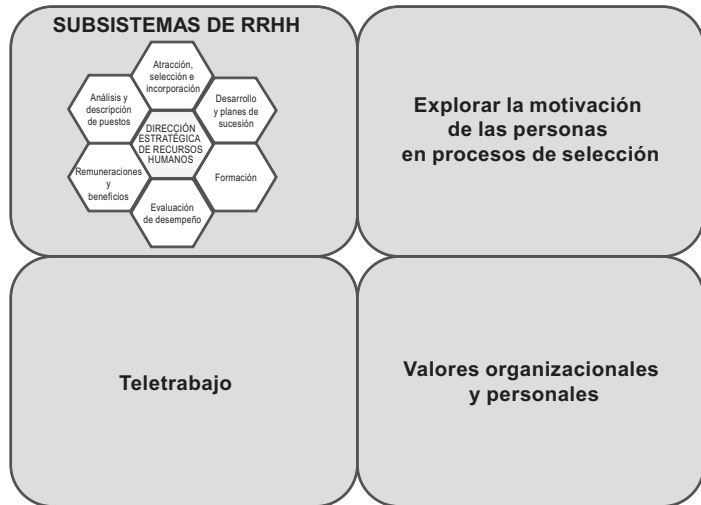 SUBSISTEMAS DE RRHH
Atracción,
selección e
incorporación
Análisis y
descripción
de puestos
Desarrollo
y planes de
sucesión
DIRECCIÓN
ESTRATÉGICA
DE RECURSOS
HUMANOS
Remuneraciones
y
beneficios
Formación
Evaluación
de desempeño
Explorar la motivación
de las personas
en procesos de selección
Teletrabajo
Valores organizacionales
y personales